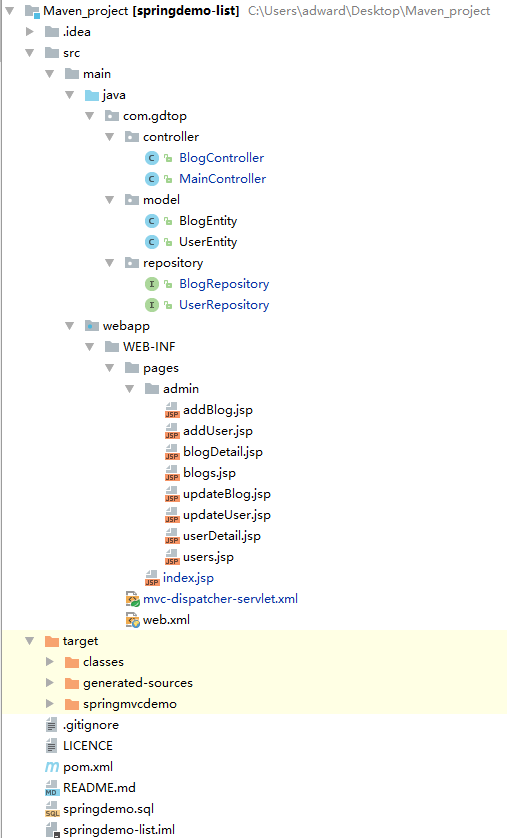 Maven_project [springdemo-list] C:\Users\adward\Desktop\Maven_project
.idea
src
main
java
com.gdtop
controller
C BlogController
C MainController
model
C BlogEntity
C UserEntity
repository
I BlogRepository
I UserRepository
webapp
WEB-INF
pages
admin
JSP addBlog.jsp
JSP addUser.jsp
JSP blogDetail.jsp
JSP blogs.jsp
JSP updateBlog.jsp
JSP updateUser.jsp
JSP userDetail.jsp
JSP users.jsp
JSP index.jsp
mvc-dispatcher-servlet.xml
web.xml
target
classes
generated-sources
springmvcdemo
.gitignore
LICENCE
m pom.xml
MD README.md
SQL springdemo.sql
springdemo-list.iml